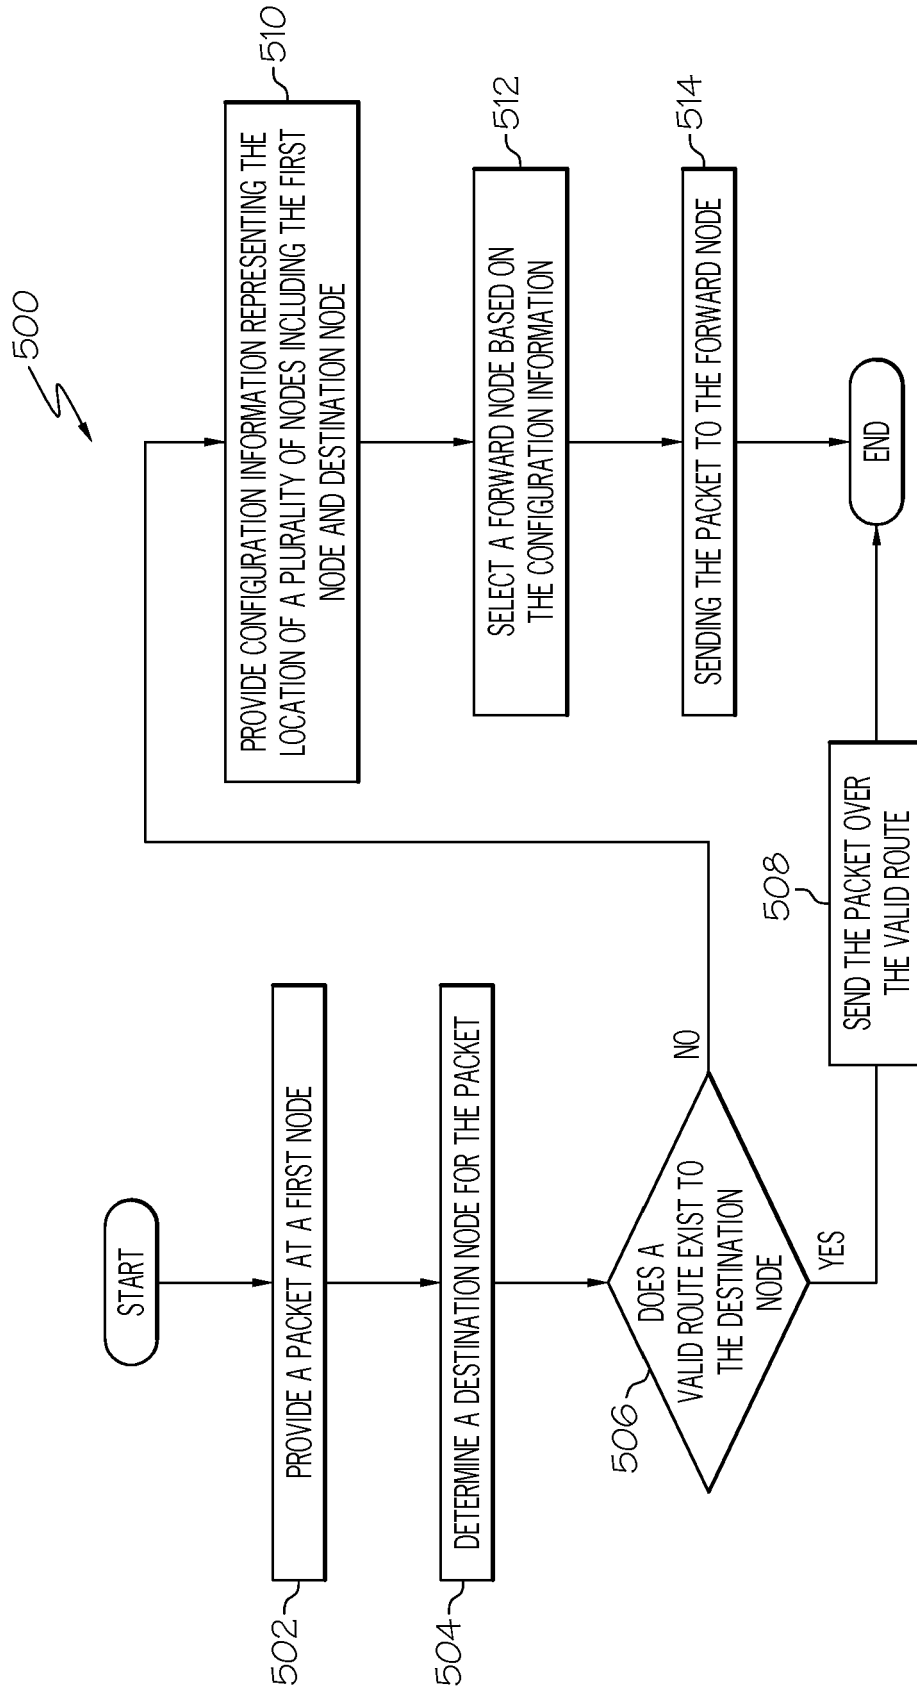 500
START
502
PROVIDE A PACKET AT A FIRST NODE
504
DETERMINE A DESTINATION NODE FOR THE PACKET
506
DOES A
VALID ROUTE EXIST TO
THE DESTINATION
NODE
NO
YES
508
SEND THE PACKET OVER
THE VALID ROUTE
510
PROVIDE CONFIGURATION INFORMATION REPRESENTING THE
LOCATION OF A PLURALITY OF NODES INCLUDING THE FIRST
NODE AND DESTINATION NODE
512
SELECT A FORWARD NODE BASED ON
THE CONFIGURATION INFORMATION
514
SENDING THE PACKET TO THE FORWARD NODE
END